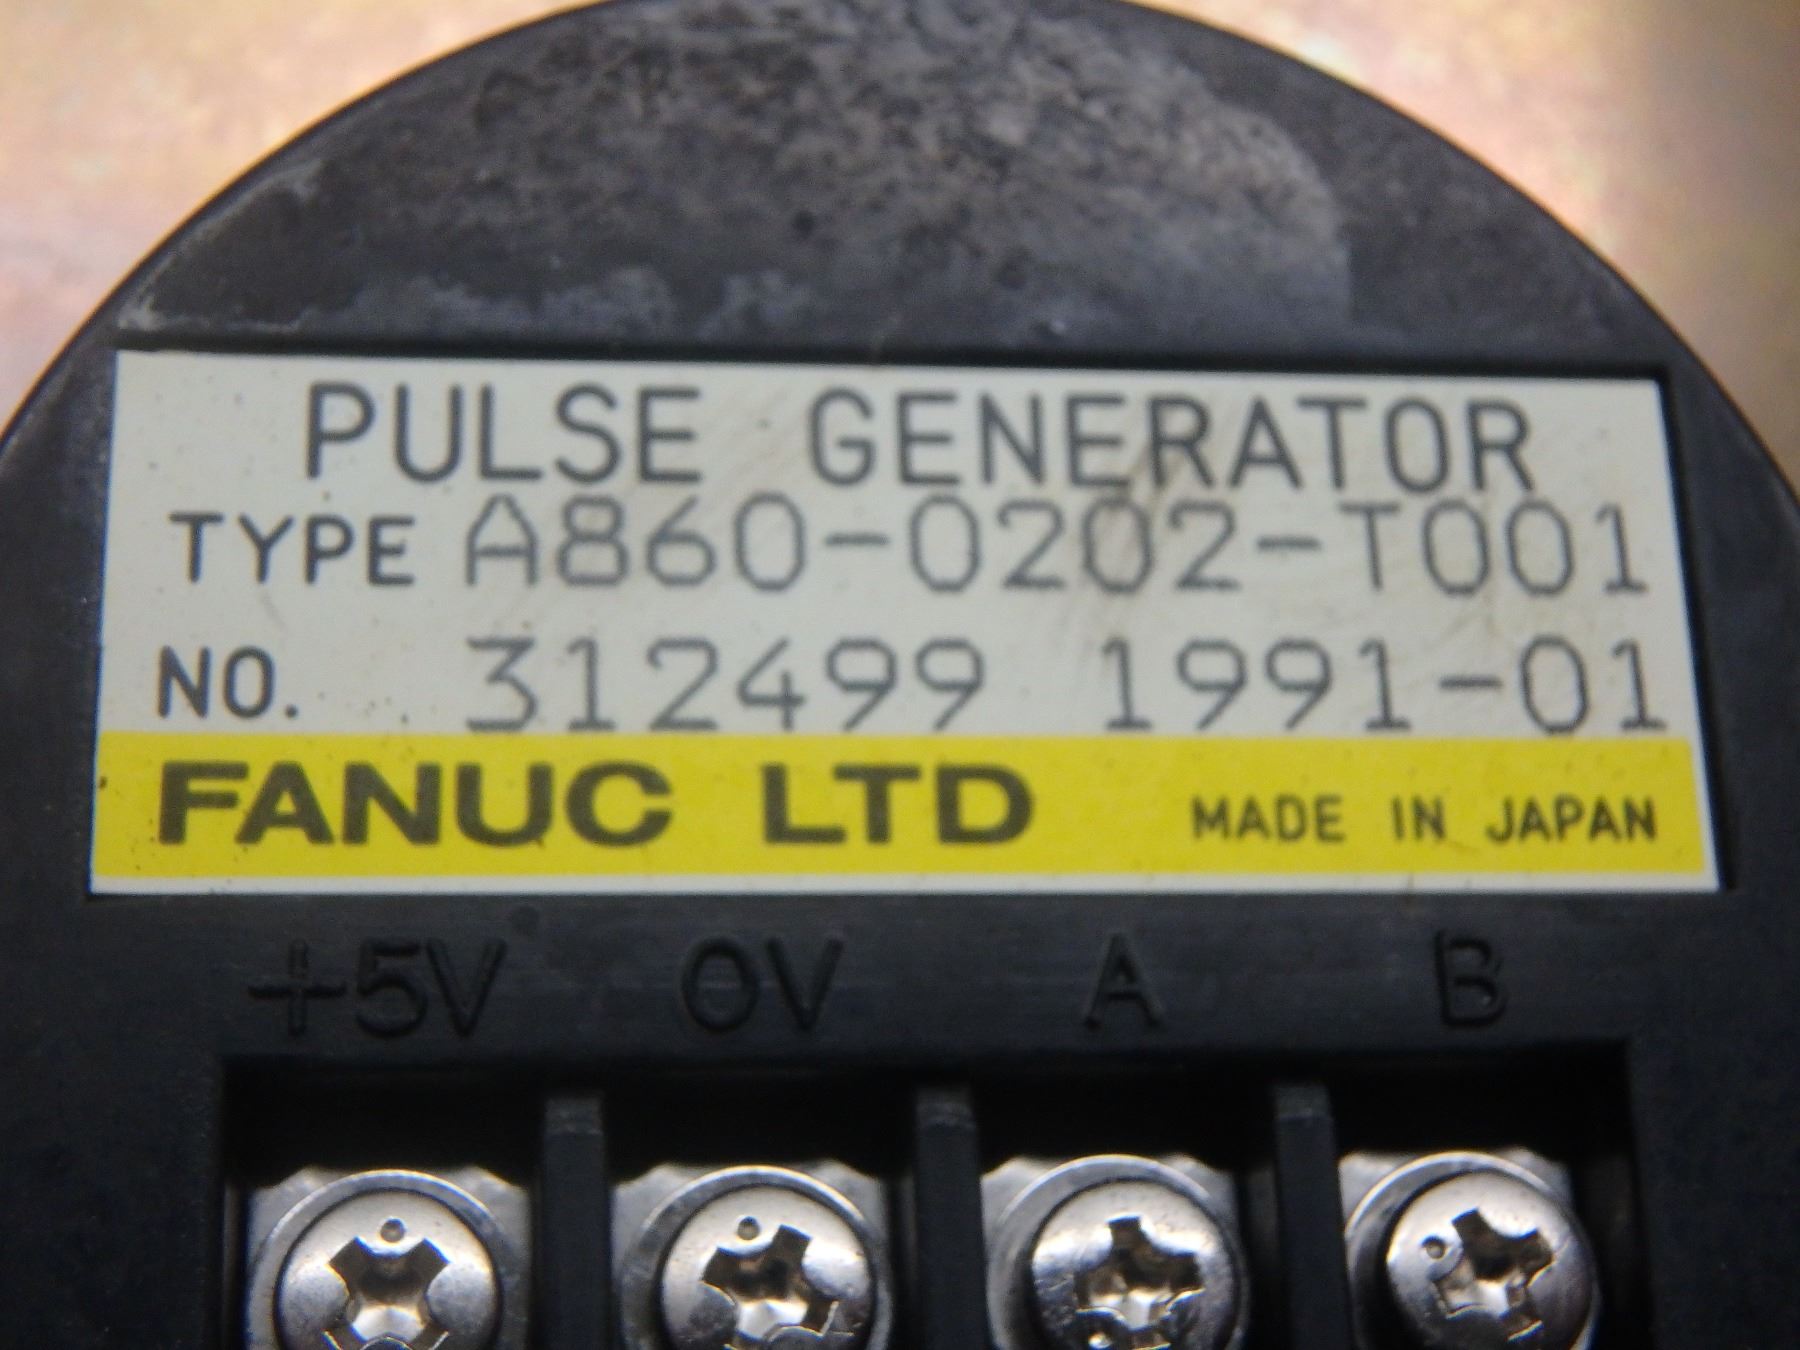 PULSE GENERATOR
TYPE A860-0202-T001
NO. 312499 1991-01
FANUC LTD MADE IN JAPAN
+5V 0V A B